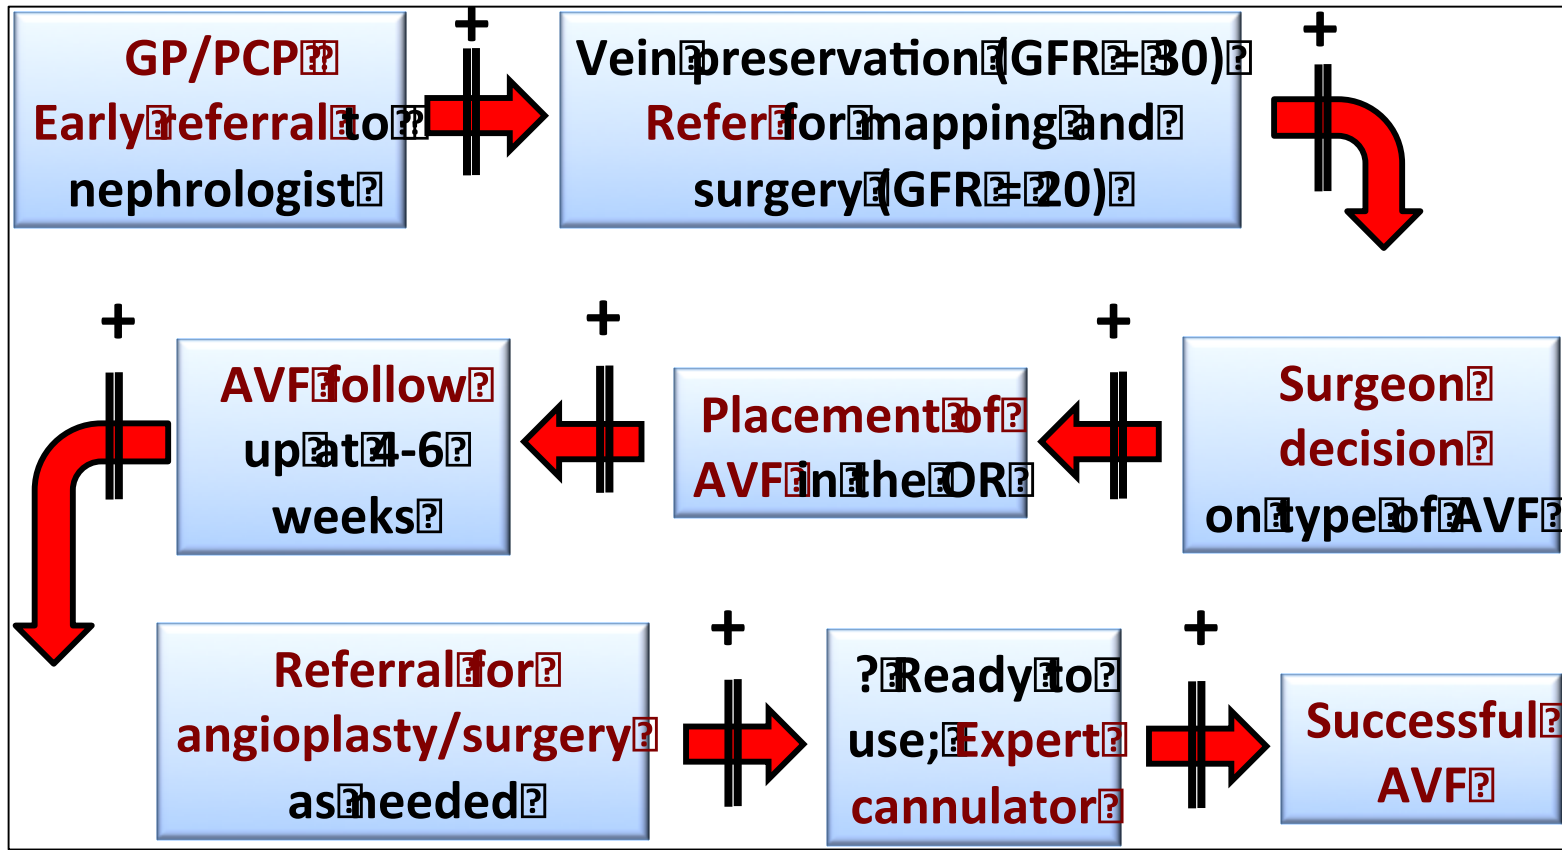 GP/PCP
Early referral to
nephrologist
+
Vein preservation (GFR = 30)
Refer for mapping and
surgery (GFR = 20)
+
Surgeon
decision
on type of AVF
+
Placement of
AVF in the OR
+
AVF follow
up at 4-6
weeks
+
Referral for
angioplasty/surgery
as needed
+
? Ready to
use; Expert
cannulator
+
Successful
AVF